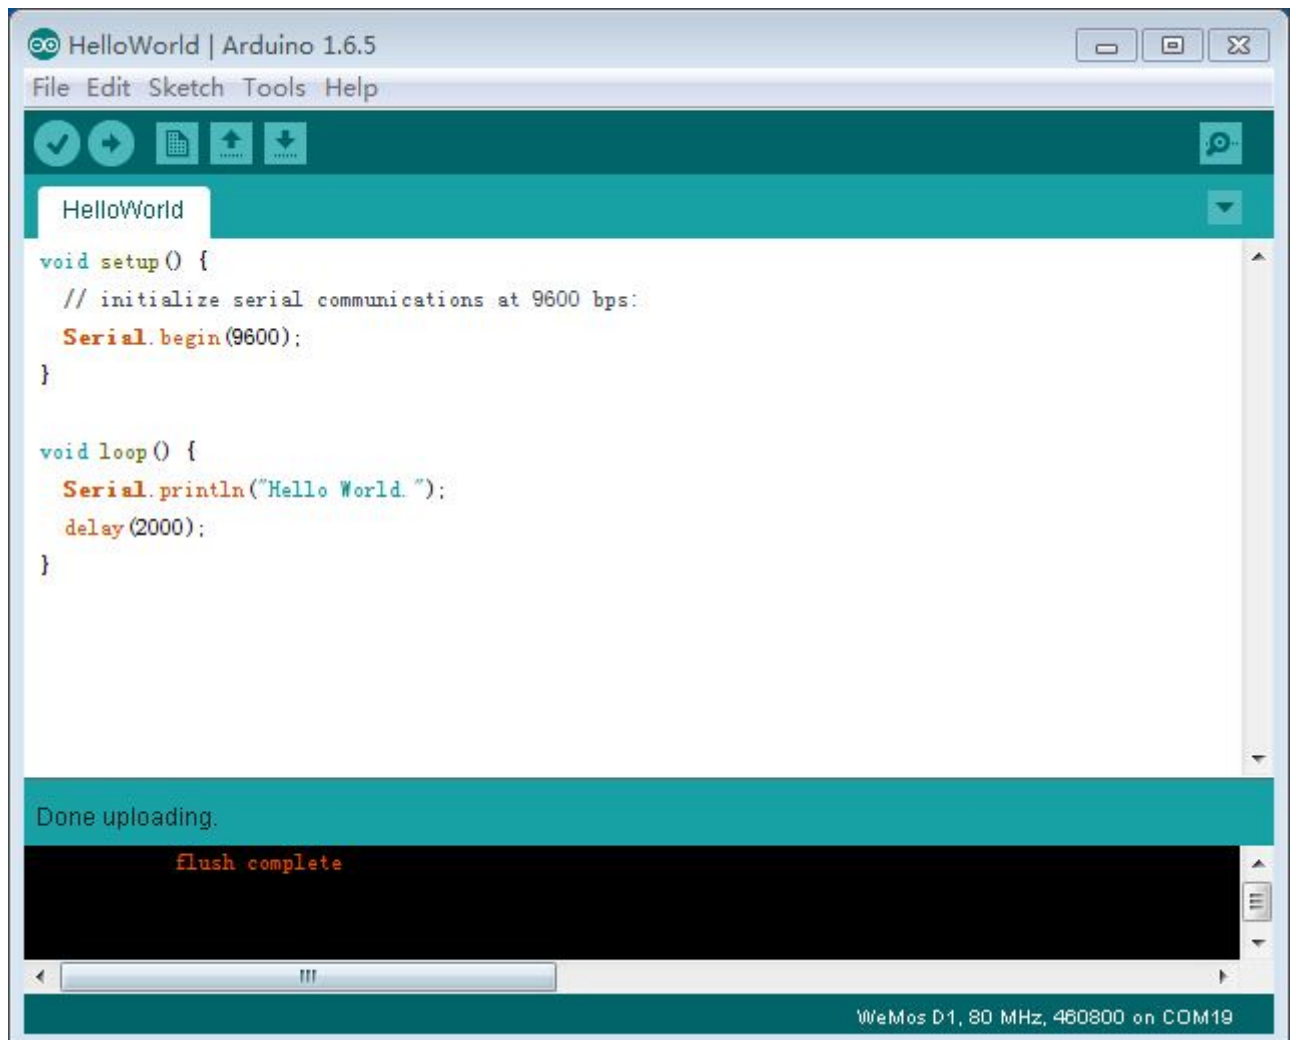 HelloWorld | Arduino 1.6.5
File Edit Sketch Tools Help
HelloWorld
void setup() {
  // initialize serial communications at 9600 bps:
  Serial.begin(9600);
}
void loop() {
  Serial.println("Hello World.");
  delay(2000);
}
Done uploading.
flush complete
WeMos D1, 80 MHz, 460800 on COM19